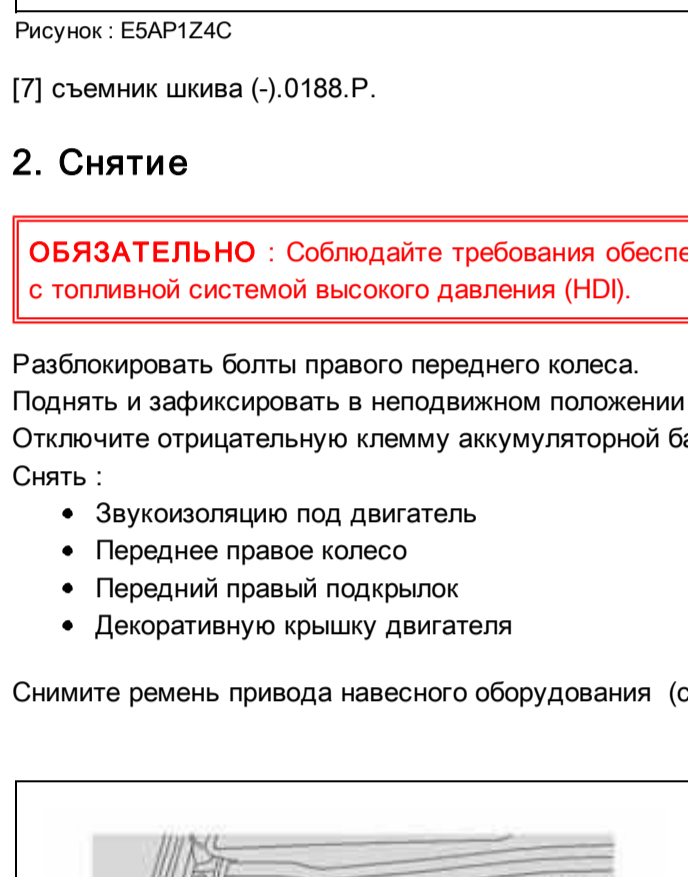 Рисунок : E5AP1Z4C
[7] съемник шкива (-).0188.P.
2. Снятие
ОБЯЗАТЕЛЬНО : Соблюдайте требования
с топливной системой высокого давления (HDI).
Разблокировать болты правого переднего колеса.
Поднять и зафиксировать в неподвижном положении
Отключите отрицательную клемму аккумуляторной
Снять :
• Звукоизоляцию под двигатель
• Переднее правое колесо
• Передний правый подкрылок
• Декоративную крышку двигателя
Снимите ремень привода навесного оборудования